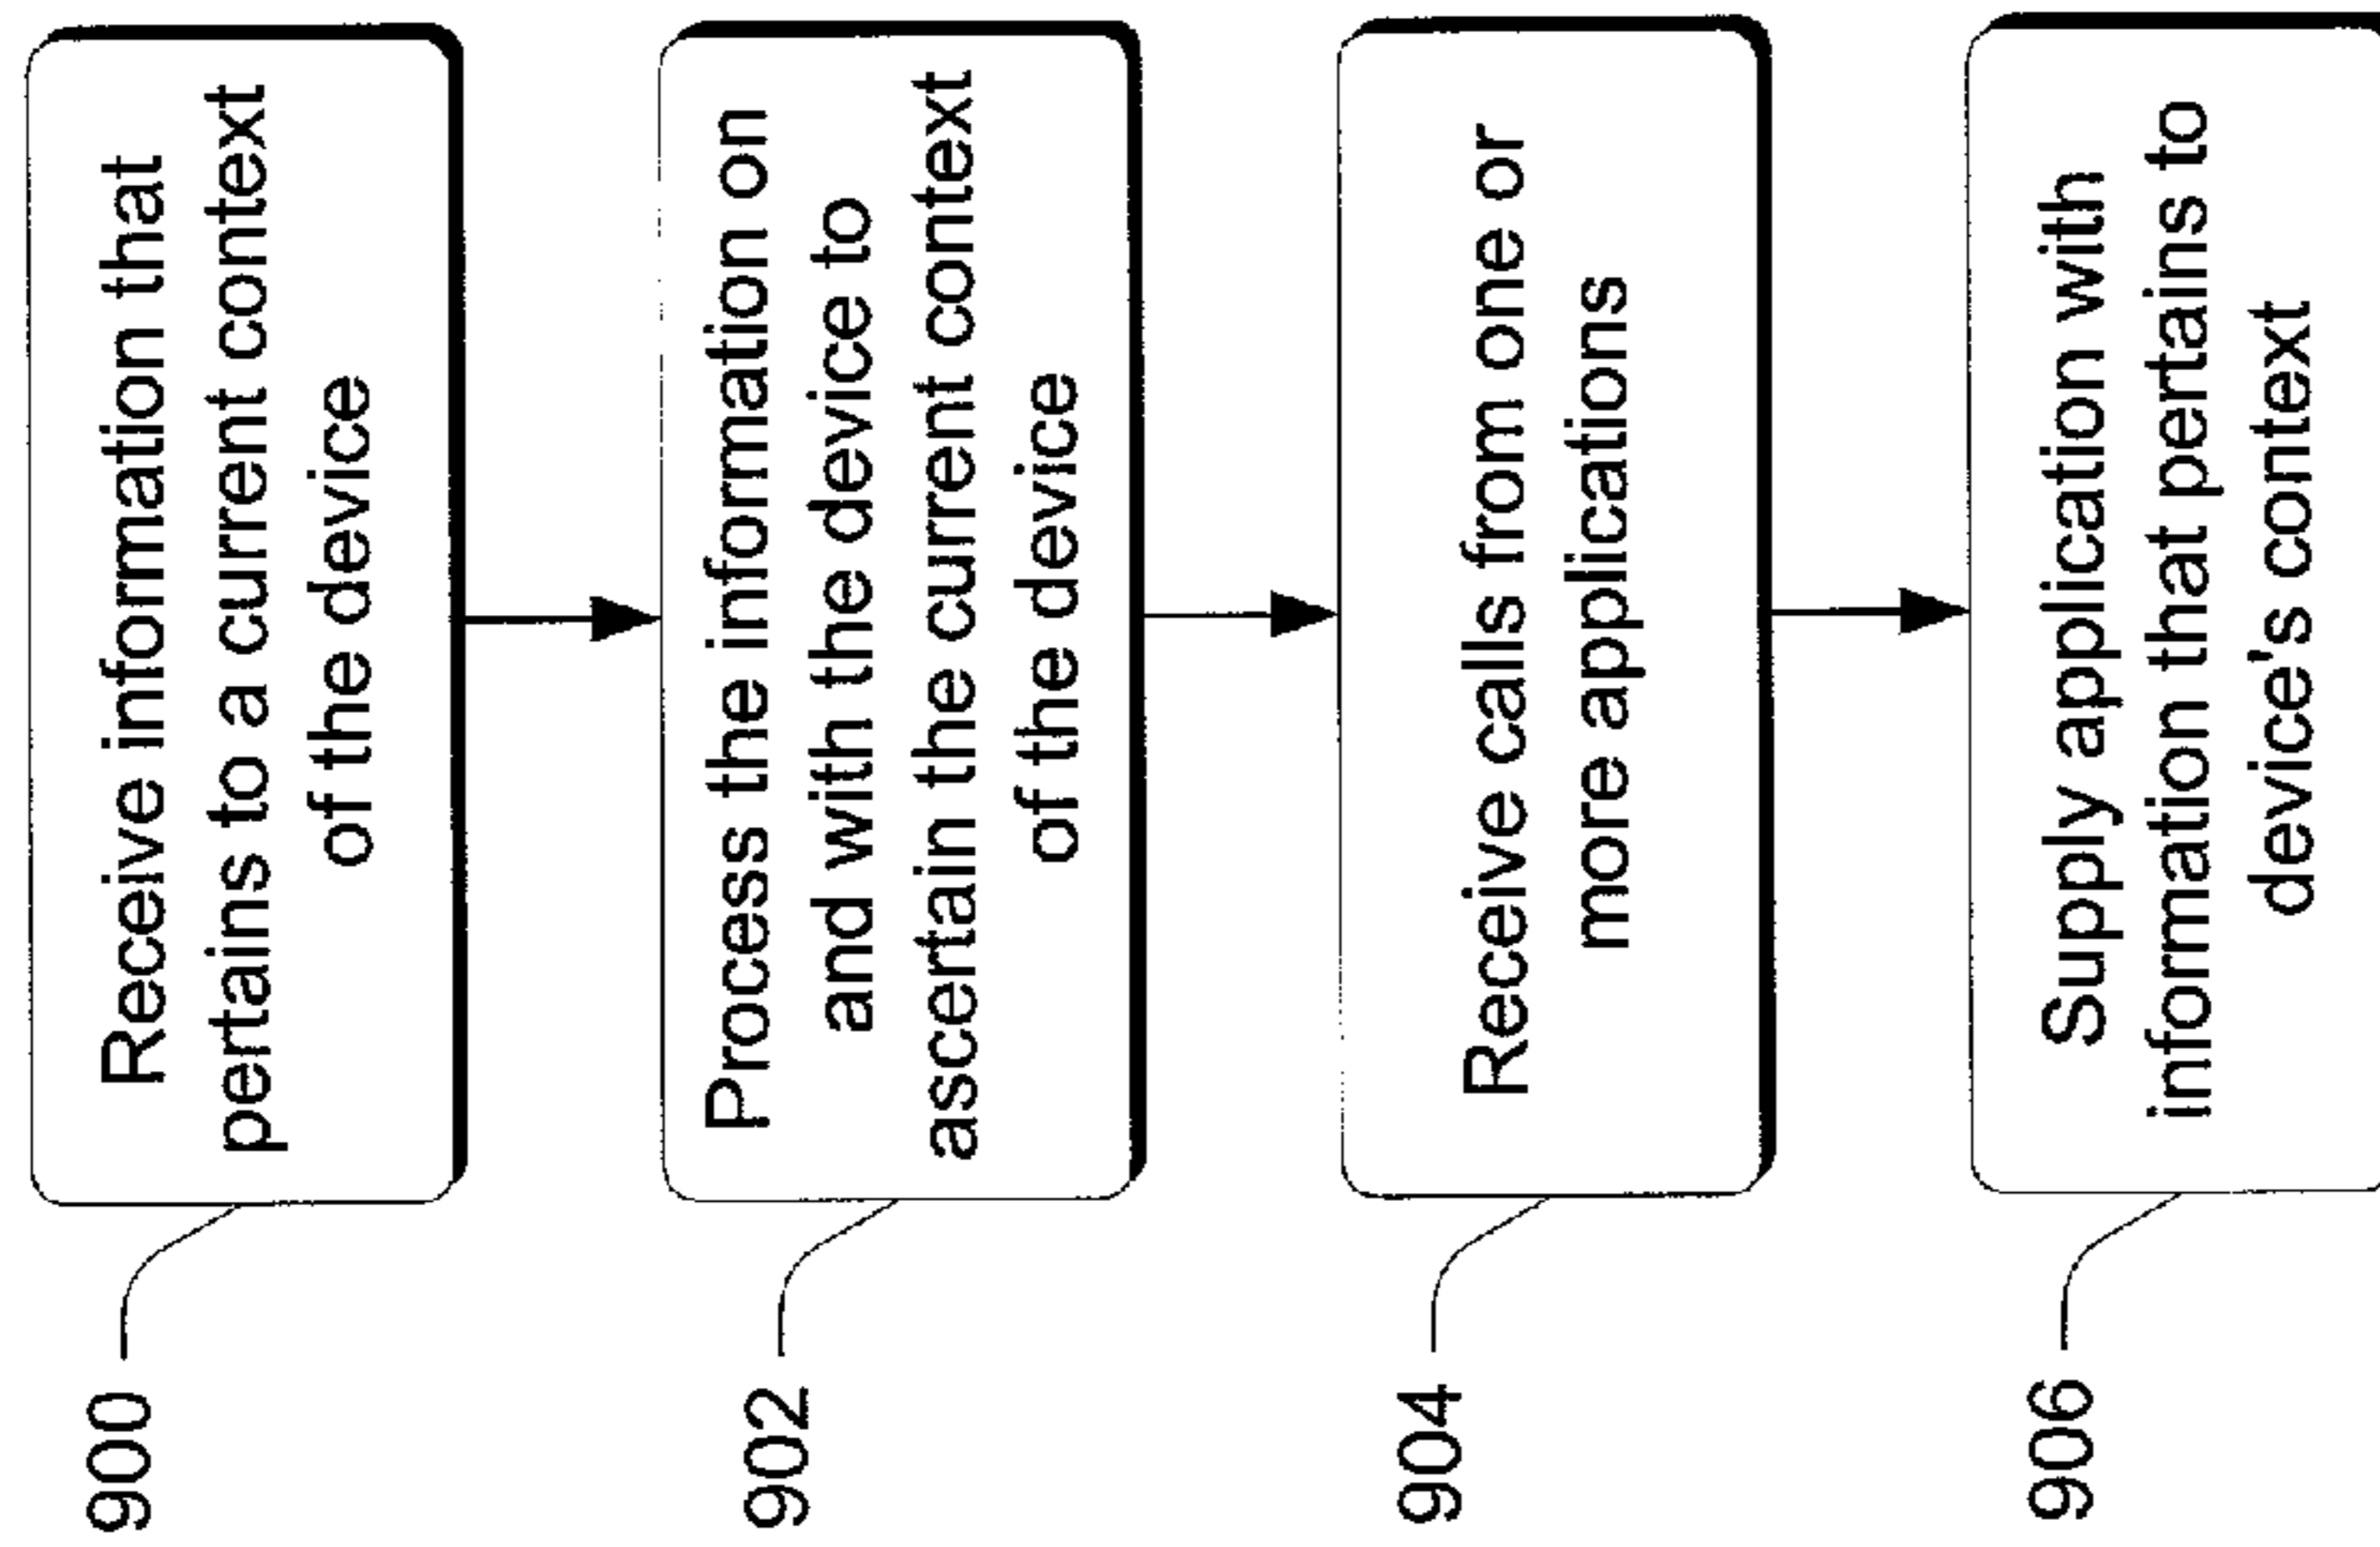 900
Receive information that
pertains to a current context
of the device
902
Process the information on
and with the device to
ascertain the current context
of the device
904
Receive calls from one or
more applications
906
Supply application with
information that pertains to
device's context